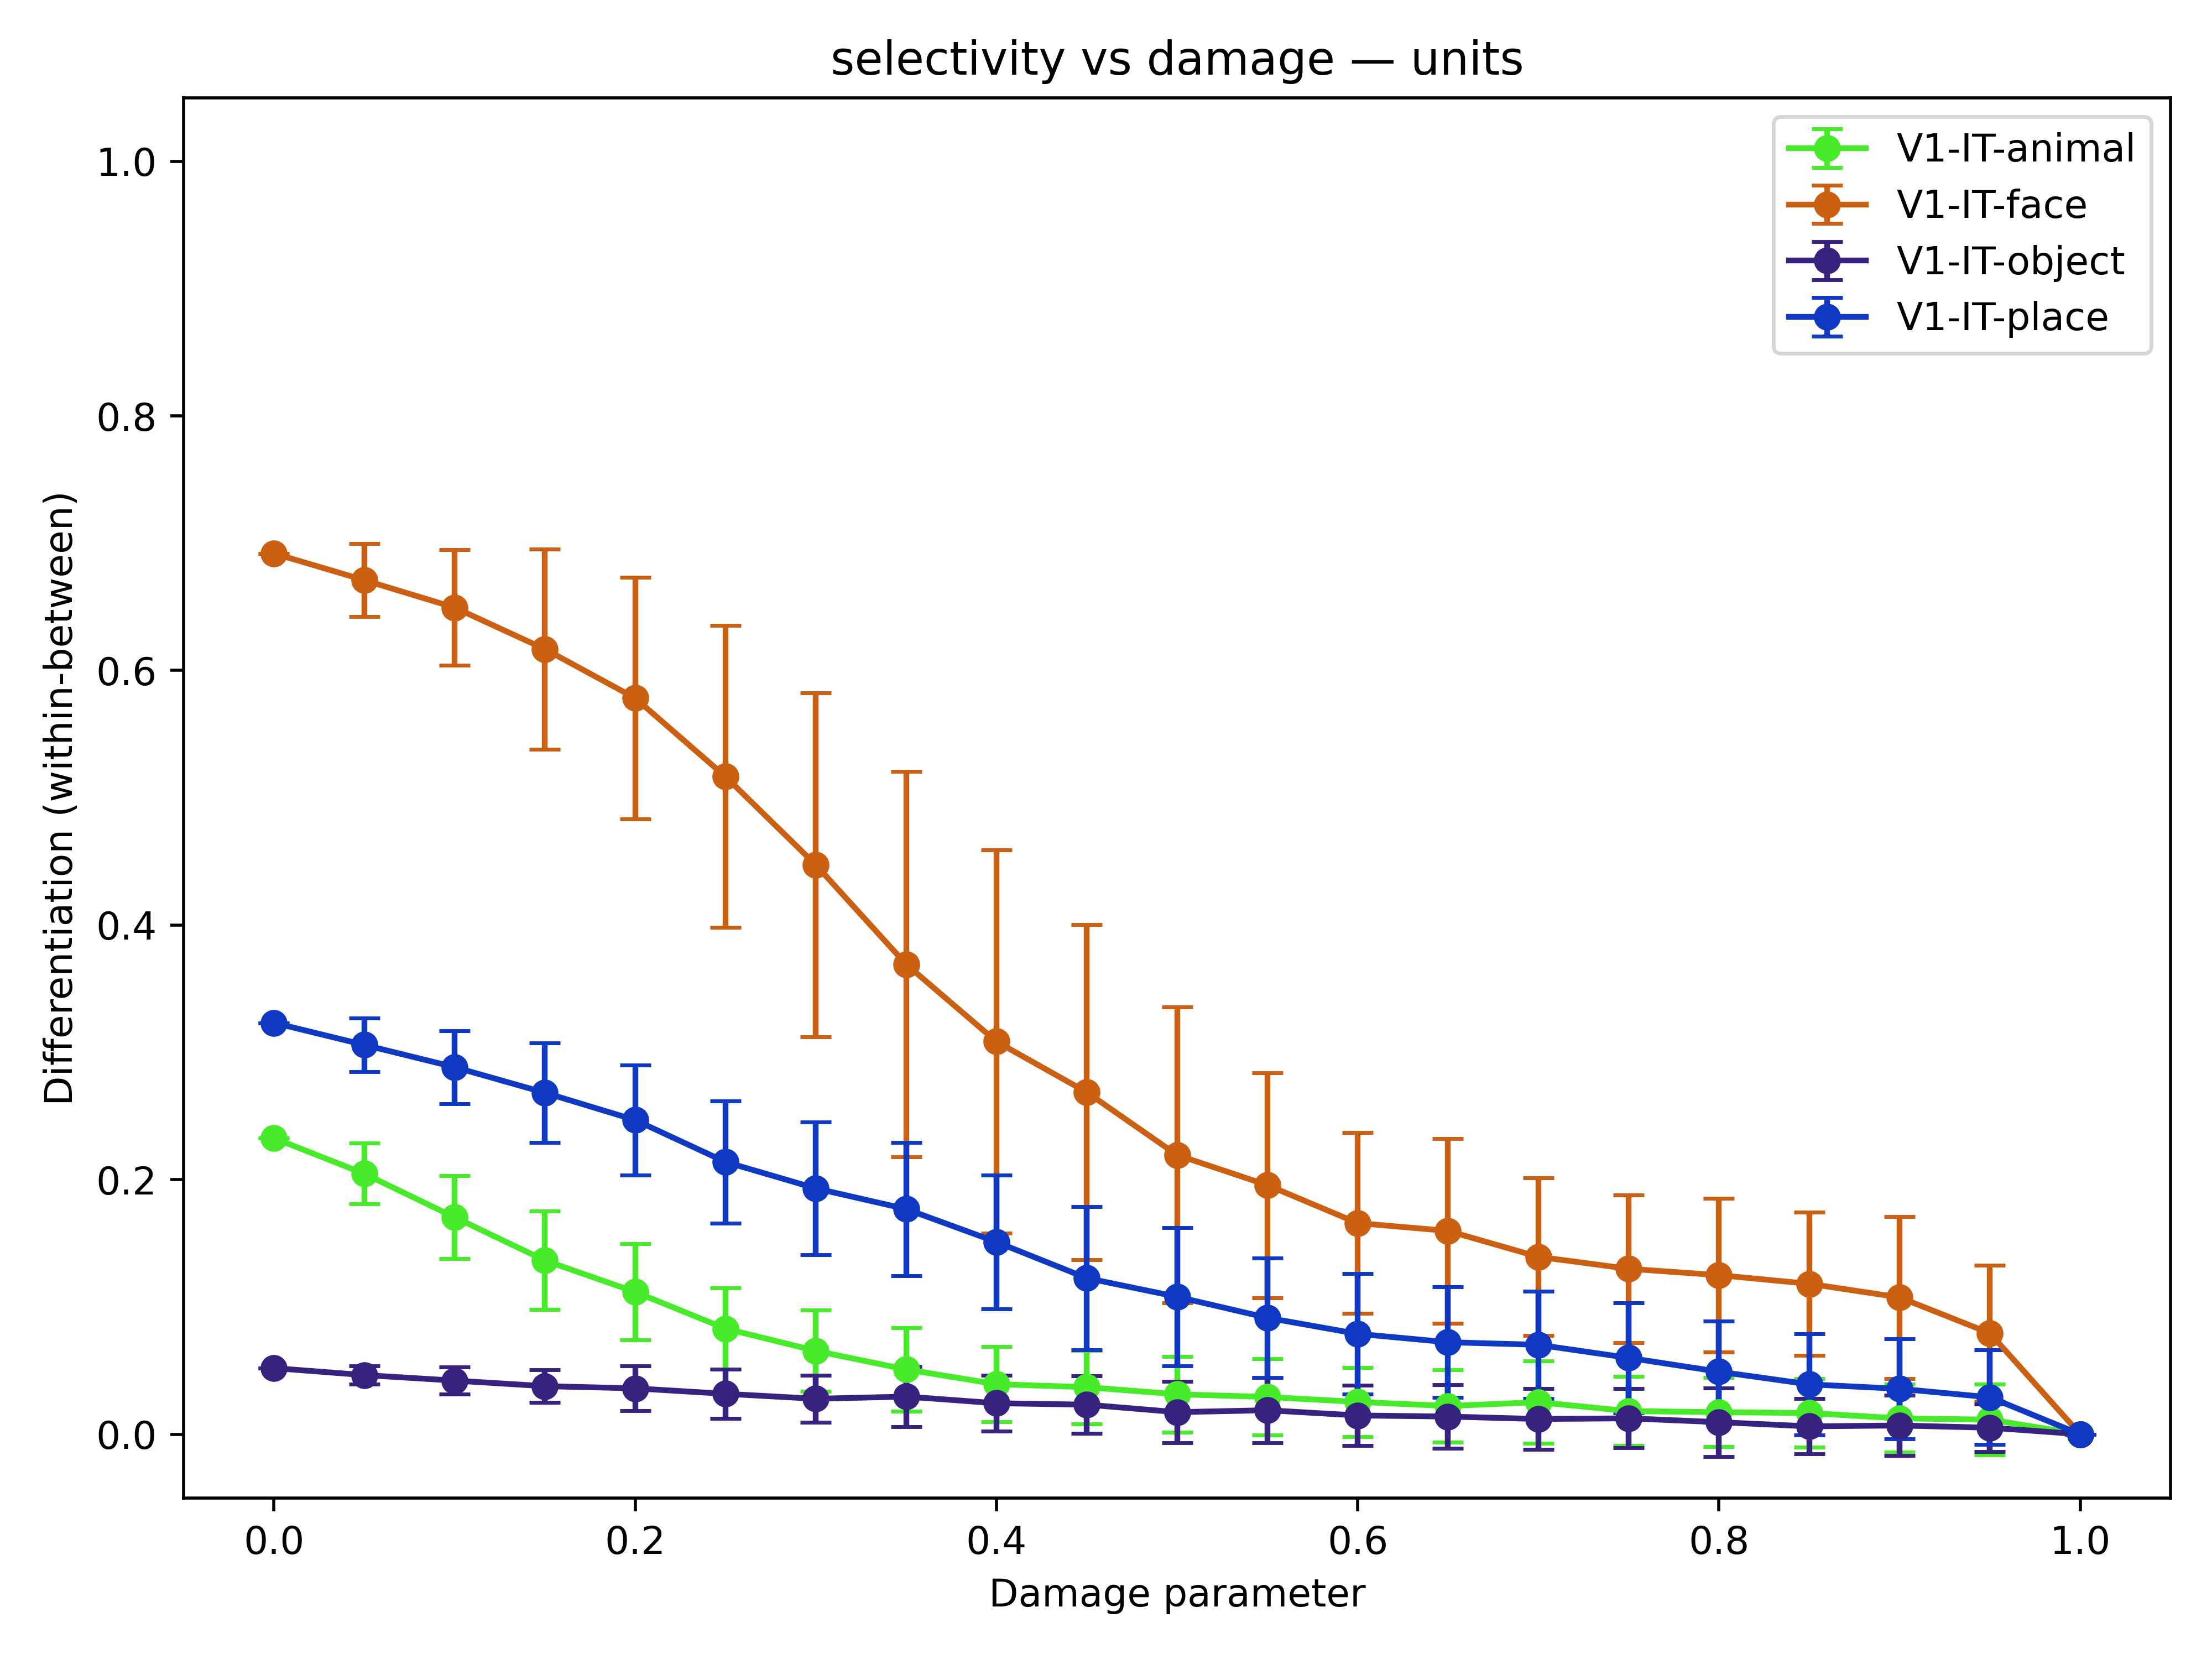 selectivity vs damage — units
Differentiation (within-between)
1.0
0.8
0.6
0.4
0.2
0.0
V1-IT-animal
V1-IT-face
V1-IT-object
V1-IT-place
0.0 0.2 0.4 0.6 0.8 1.0
Damage parameter